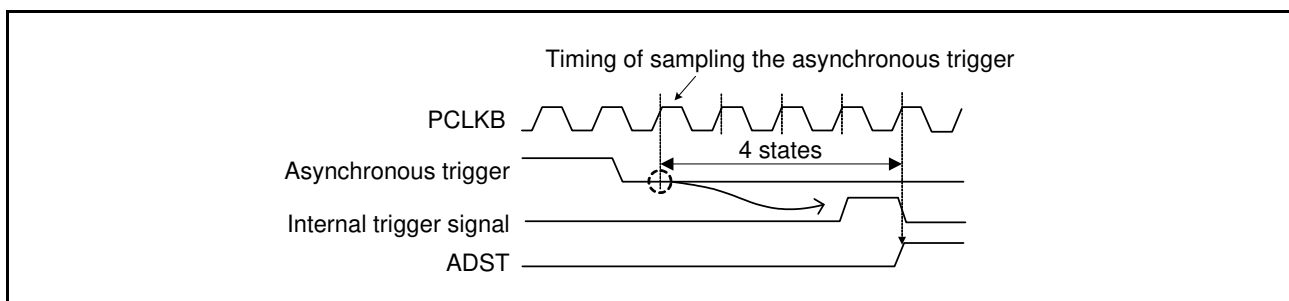 Timing of sampling the asynchronous trigger
PCLKB
4 states
Asynchronous trigger
Internal trigger signal
ADST